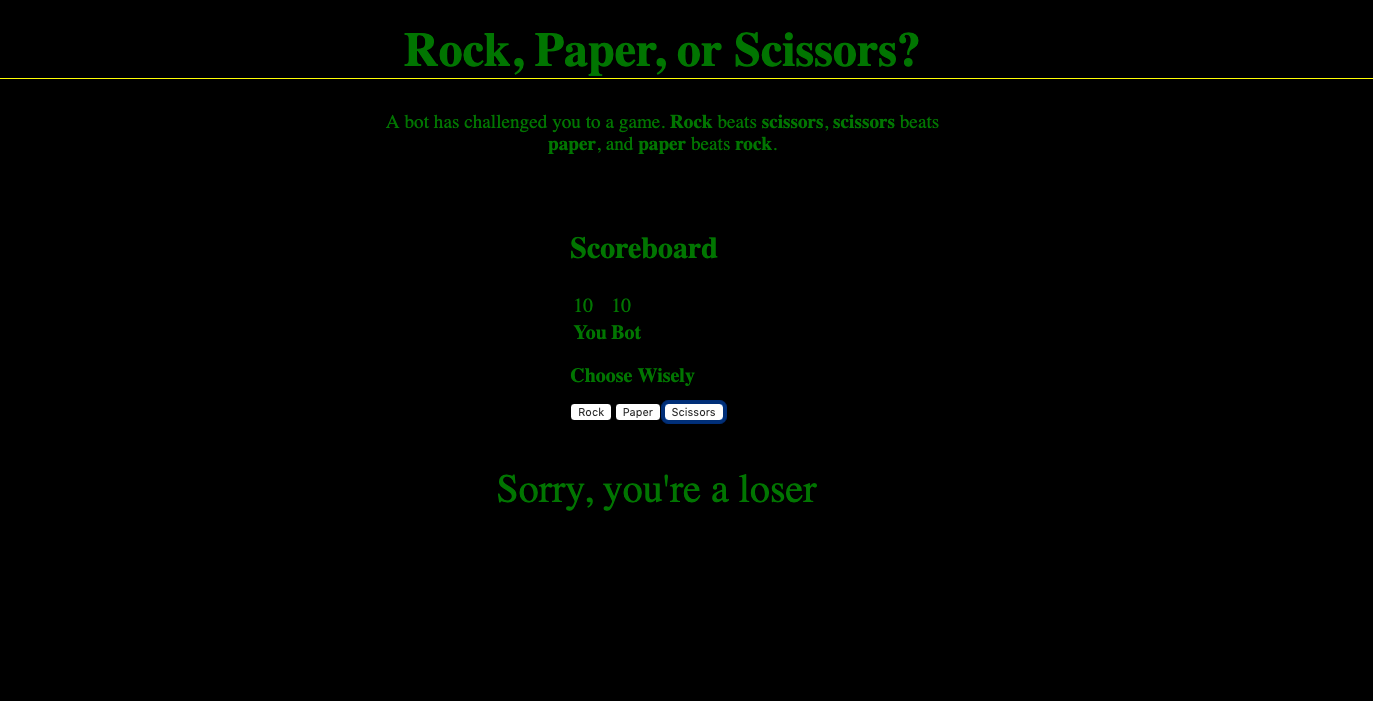 Rock, Paper, or Scissors?
A bot has challenged you to a game. Rock beats scissors, scissors beats
paper, and paper beats rock.
Scoreboard
10 10
You Bot
Choose Wisely
Rock Paper Scissors
Sorry, you're a loser